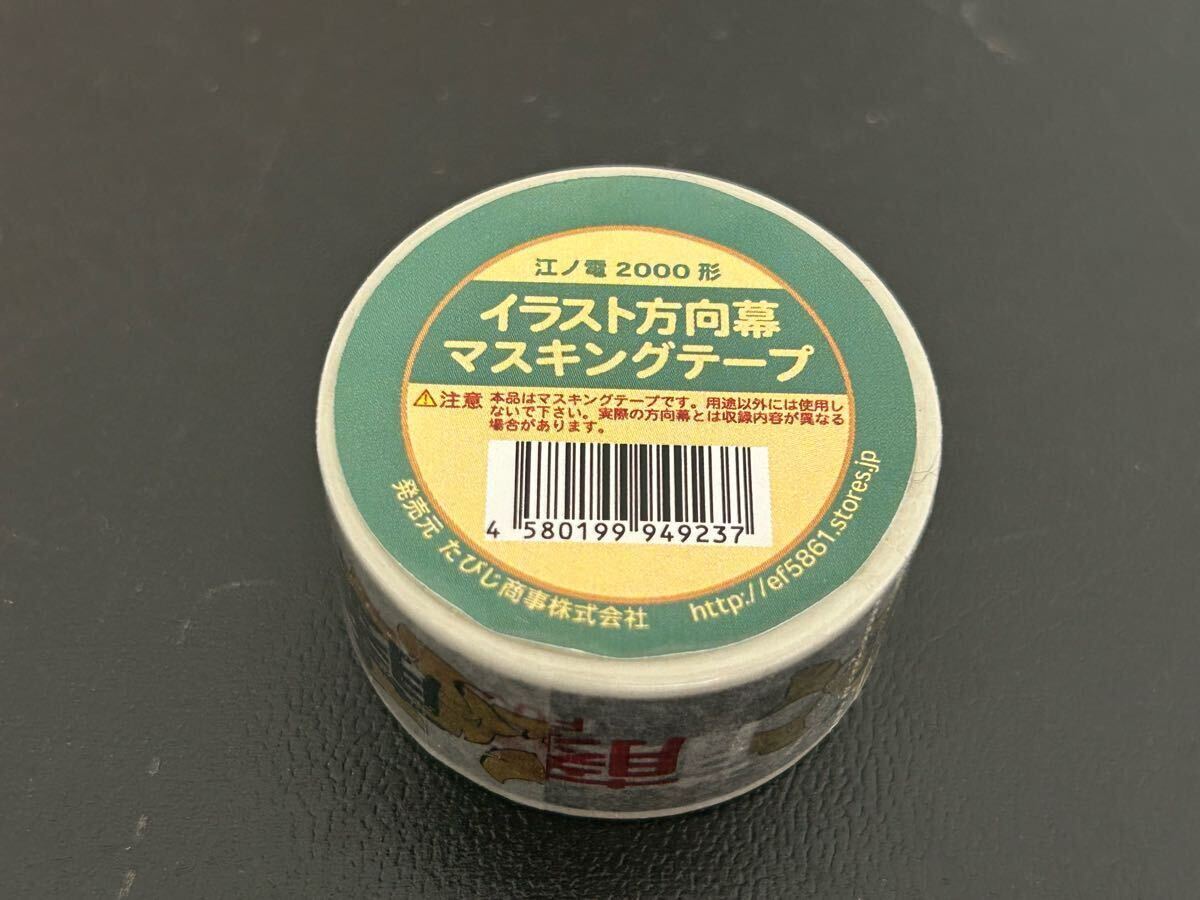 江ノ電2000形
イラスト方向幕
マスキングテープ
⚠注意 本品はマスキングテープです。用途以外には使用し
ないで下さい。実際の方向幕とは収録内容が異なる
場合があります。
4 580199 949237
発売元 たびじ商事株式会社
http://ef5861.stores.jp